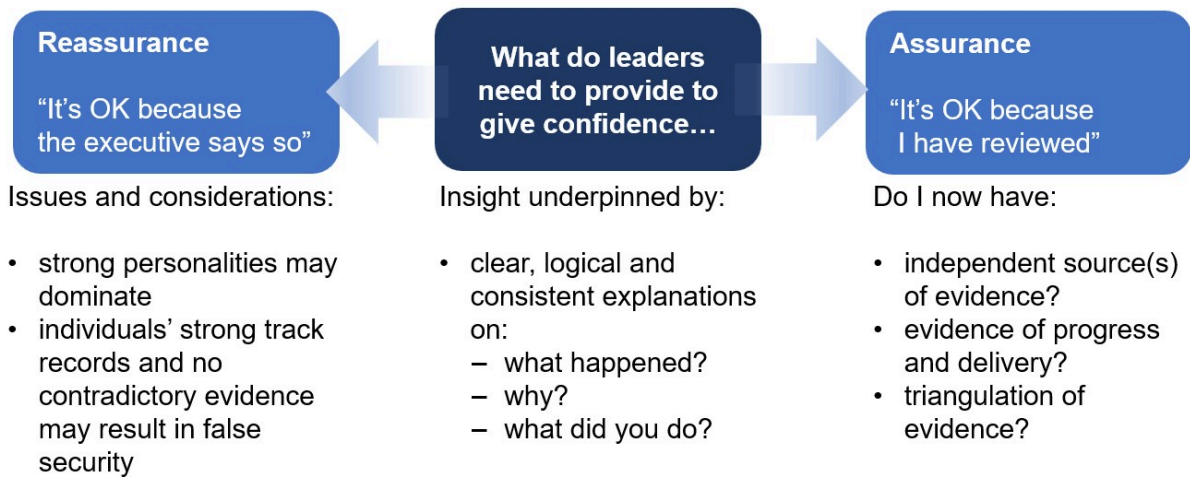 Reassurance
“It’s OK because
the executive says so”
Issues and considerations:
• strong personalities may
dominate
• individuals’ strong track
records and no
contradictory evidence
may result in false
security
What do leaders
need to provide to
give confidence…
Insight underpinned by:
• clear, logical and
consistent explanations
on:
– what happened?
– why?
– what did you do?
Assurance
“It’s OK because
I have reviewed”
Do I now have:
• independent source(s)
of evidence?
• evidence of progress
and delivery?
• triangulation of
evidence?